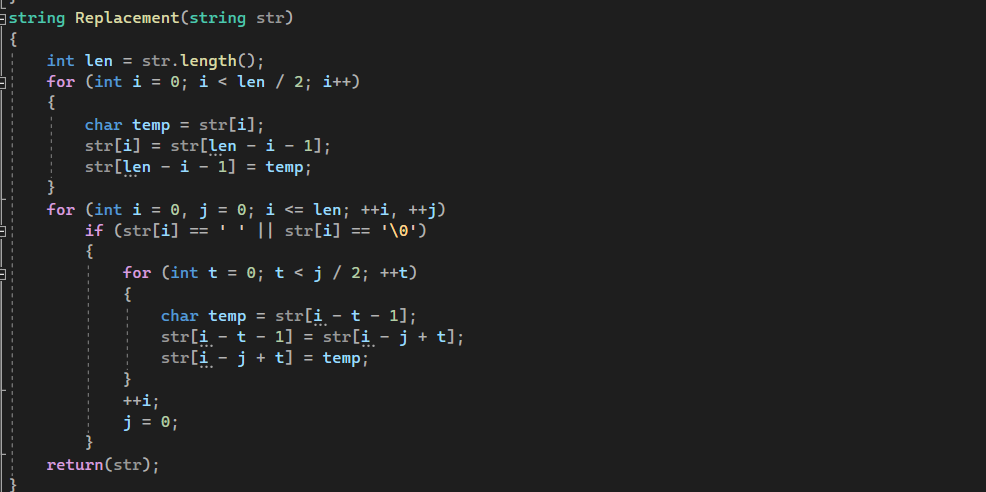 string Replacement(string str)
{
    int len = str.length();
    for (int i = 0; i < len / 2; i++)
    {
        char temp = str[i];
        str[i] = str[len - i - 1];
        str[len - i - 1] = temp;
    }
    for (int i = 0, j = 0; i <= len; ++i, ++j)
        if (str[i] == ' ' || str[i] == '\0')
        {
            for (int t = 0; t < j / 2; ++t)
            {
                char temp = str[i - t - 1];
                str[i - t - 1] = str[i - j + t];
                str[i - j + t] = temp;
            }
            ++i;
            j = 0;
        }
    return(str);
}